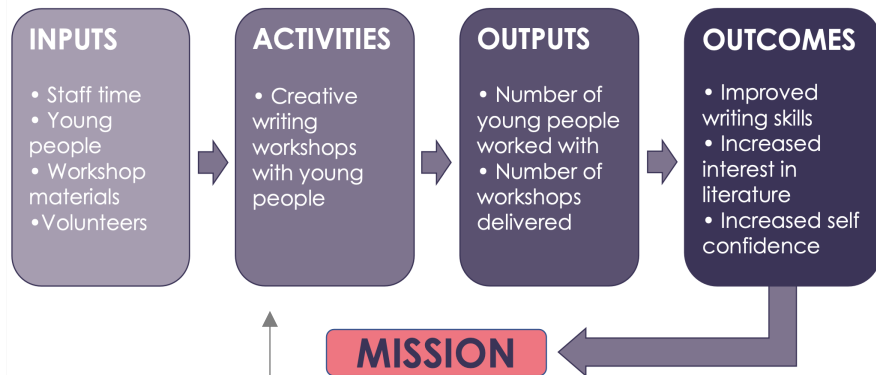 INPUTS
• Staff time
• Young
people
• Workshop
materials
•Volunteers
ACTIVITIES
• Creative
writing
workshops
with young
people
OUTPUTS
• Number of
young people
worked with
• Number of
workshops
delivered
OUTCOMES
• Improved
writing skills
• Increased
interest in
literature
• Increased self
confidence
MISSION